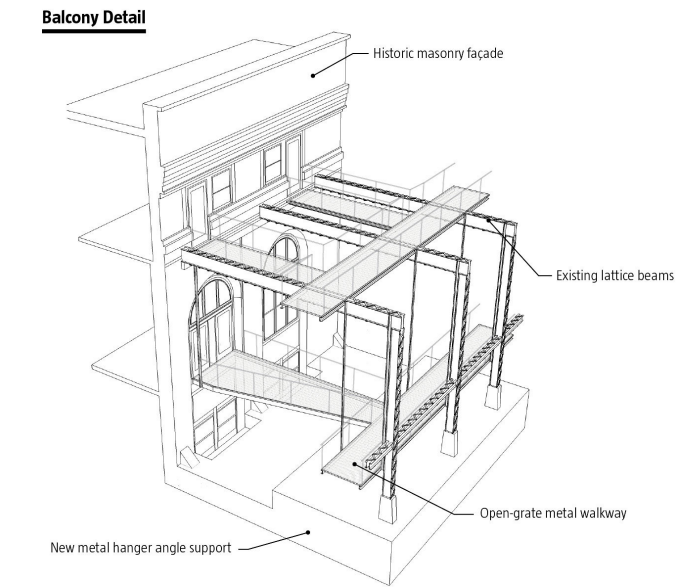 Balcony Detail
Historic masonry façade
Existing lattice beams
Open-grate metal walkway
New metal hanger angle support